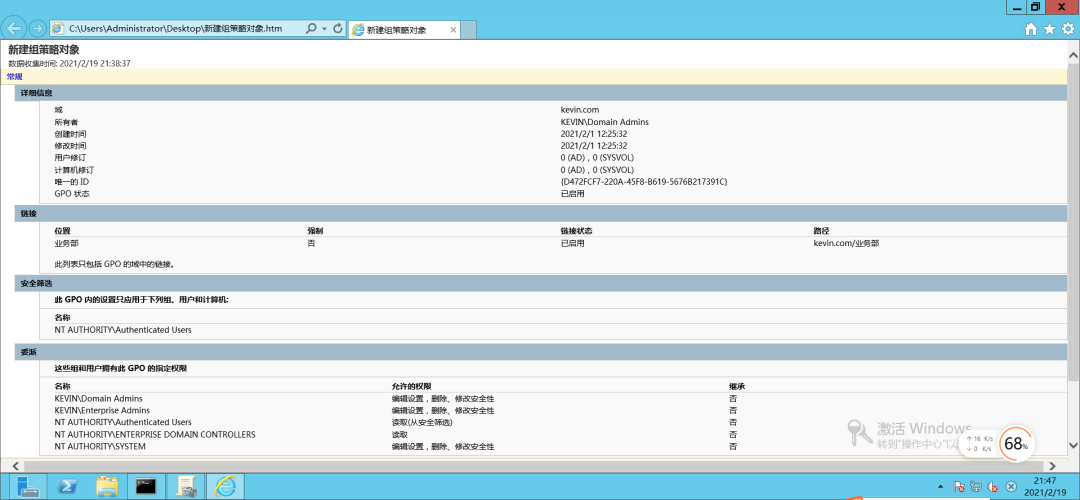 C:\Users\Administrator\Desktop\新建组策略对象.htm
新建组策略对象
新建组策略对象
数据收集时间: 2021/2/19 21:38:37
常规
详细信息
域 kevin.com
所有者 KEVIN\Domain Admins
创建时间 2021/2/1 12:25:32
修改时间 2021/2/1 12:25:32
用户修订 0 (AD)，0 (SYSVOL)
计算机修订 0 (AD)，0 (SYSVOL)
唯一的 ID {D472FCF7-220A-45F8-B619-5676B217391C}
GPO 状态 已启用
链接
位置 强制 链接状态 路径
业务部 否 已启用 kevin.com/业务部
此列表只包括 GPO 的域中的链接。
安全筛选
此 GPO 内的设置只应用于下列组、用户和计算机:
名称
NT AUTHORITY\Authenticated Users
委派
这些组和用户拥有此 GPO 的指定权限
名称 允许的权限 继承
KEVIN\Domain Admins 编辑设置，删除、修改安全性 否
KEVIN\Enterprise Admins 编辑设置，删除、修改安全性 否
NT AUTHORITY\Authenticated Users 读取(从安全筛选) 否
NT AUTHORITY\ENTERPRISE DOMAIN CONTROLLERS 读取 否
NT AUTHORITY\SYSTEM 编辑设置，删除、修改安全性 否
激活 Windows
转到"操作中心"以
16 K/s
0 K/s
68%
21:47
2021/2/19